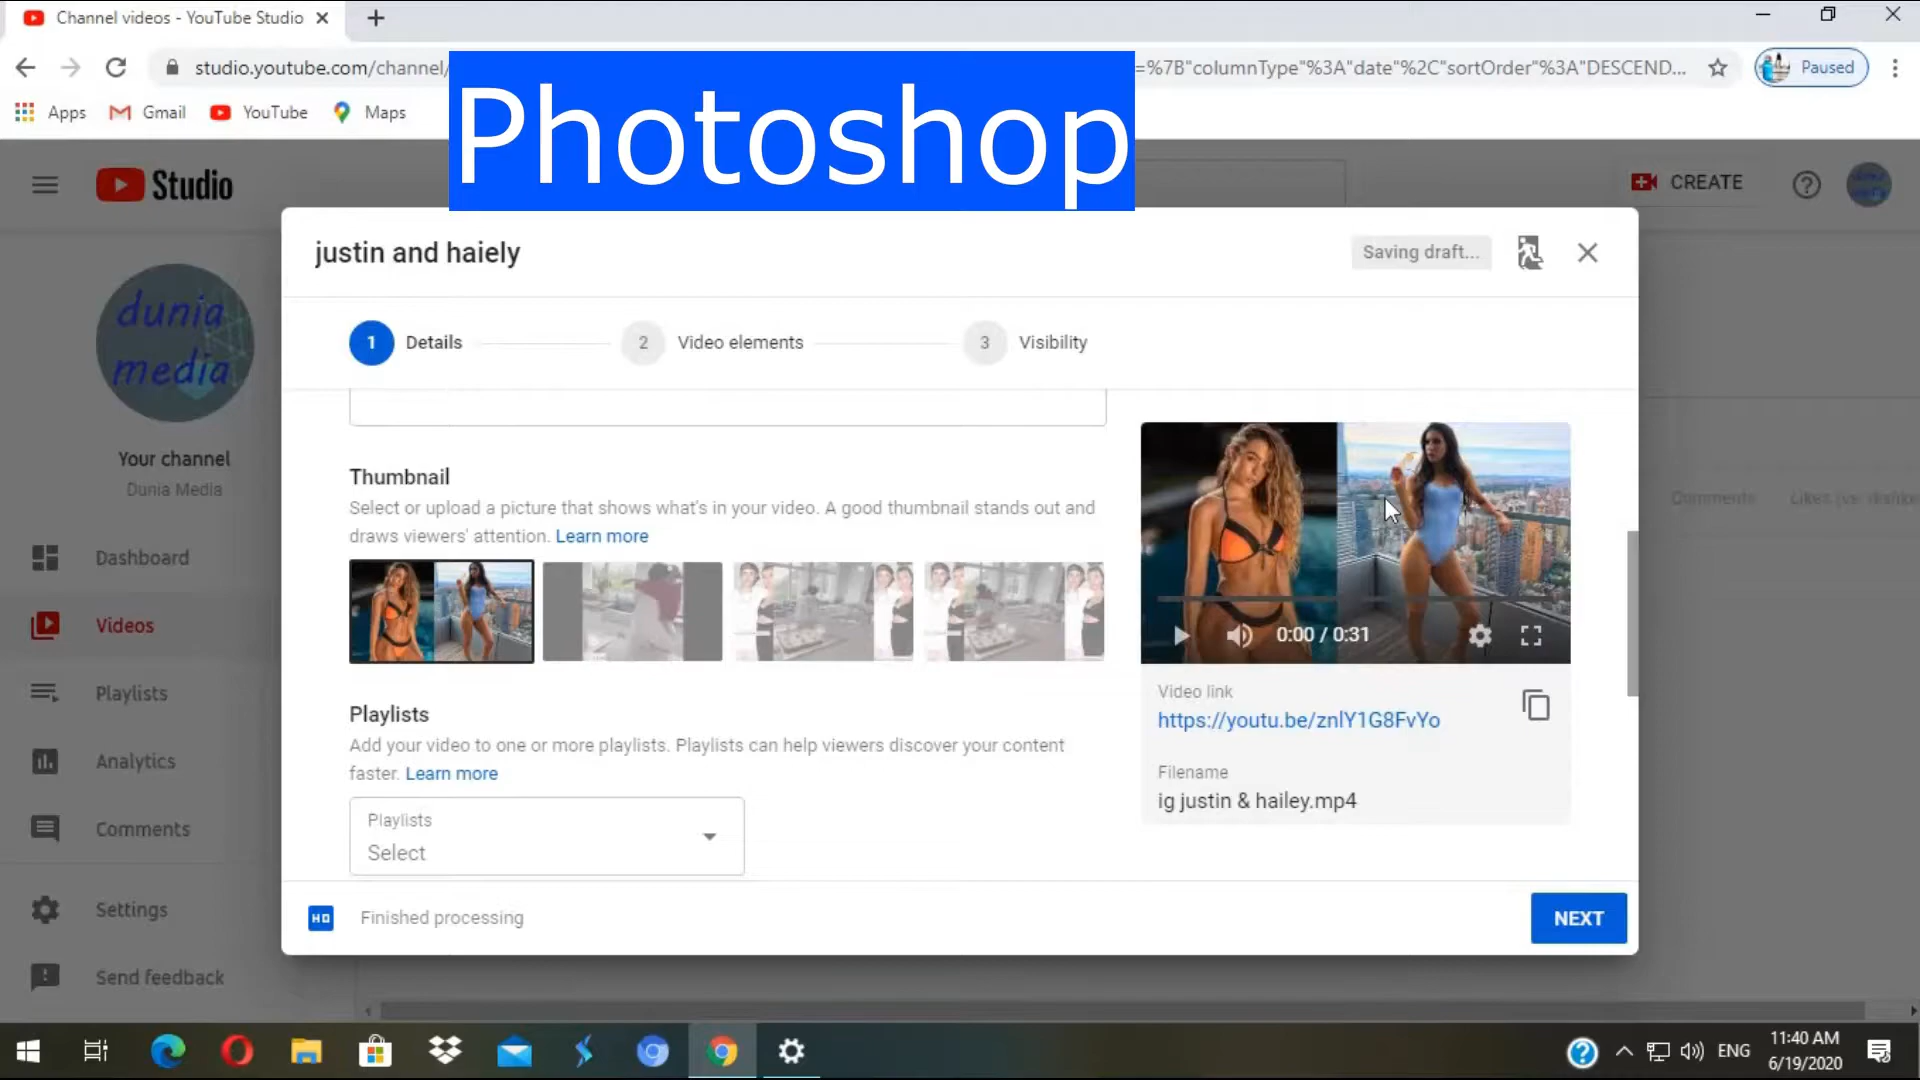 Channel videos - YouTube Studio
studio.youtube.com/channel/
=%7B"columnType"%3A"date"%2C"sortOrder"%3A"DESCEND...
Paused
Apps
Gmail
YouTube
Maps
Photoshop
Studio
CREATE
justin and haiely
Saving draft...
dunia
media
1
Details
2
Video elements
3
Visibility
Your channel
Dunia Media
Thumbnail
Select or upload a picture that shows what's in your video. A good thumbnail stands out and
draws viewers' attention. Learn more
Comments
Dashboard
Videos
Playlists
Analytics
Comments
Settings
Send feedback
0:00 / 0:31
Video link
https://youtu.be/znlY1G8FvYo
Filename
ig justin & hailey.mp4
Playlists
Add your video to one or more playlists. Playlists can help viewers discover your content
faster. Learn more
Playlists
Select
HD
Finished processing
NEXT
ENG
11:40 AM
6/19/2020